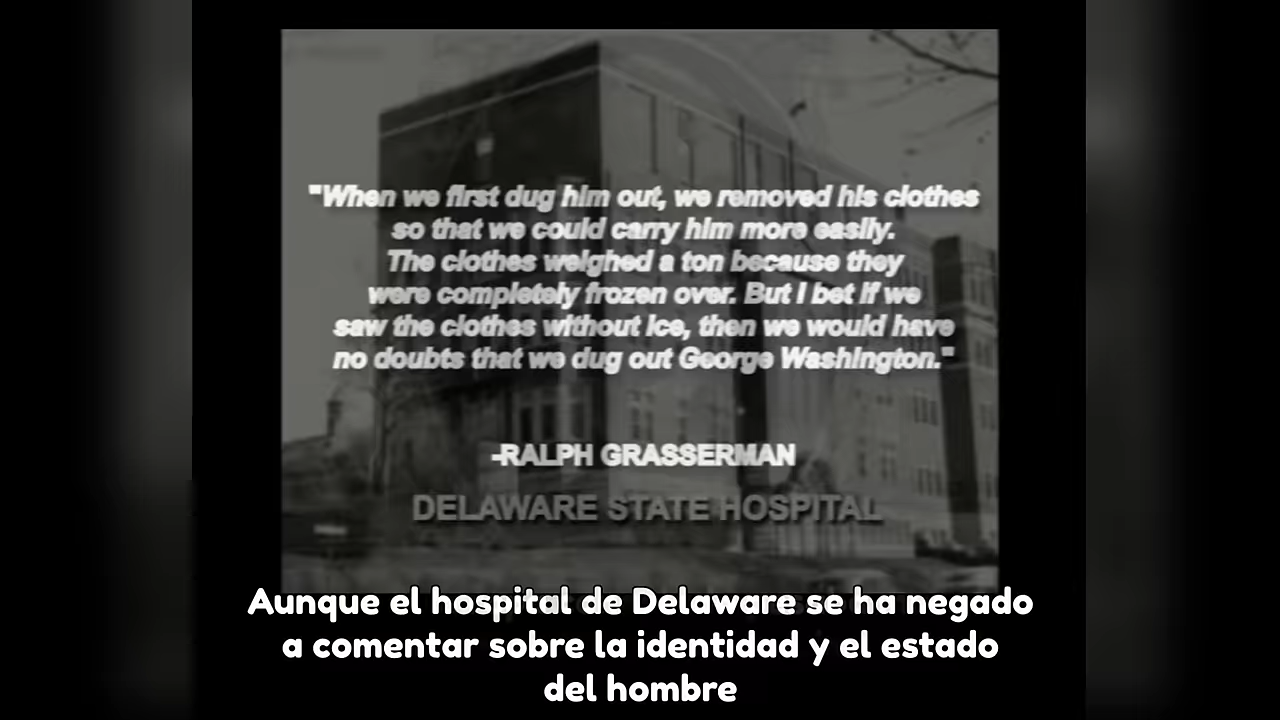 "When we first dug him out, we removed his clothes
so that we could carry him more easily.
The clothes weighed a ton because they
were completely frozen over. But I bet if we
saw the clothes without ice, then we would have
no doubts that we dug out George Washington."
-RALPH GRASSERMAN
DELAWARE STATE HOSPITAL
Aunque el hospital de Delaware se ha negado
a comentar sobre la identidad y el estado
del hombre